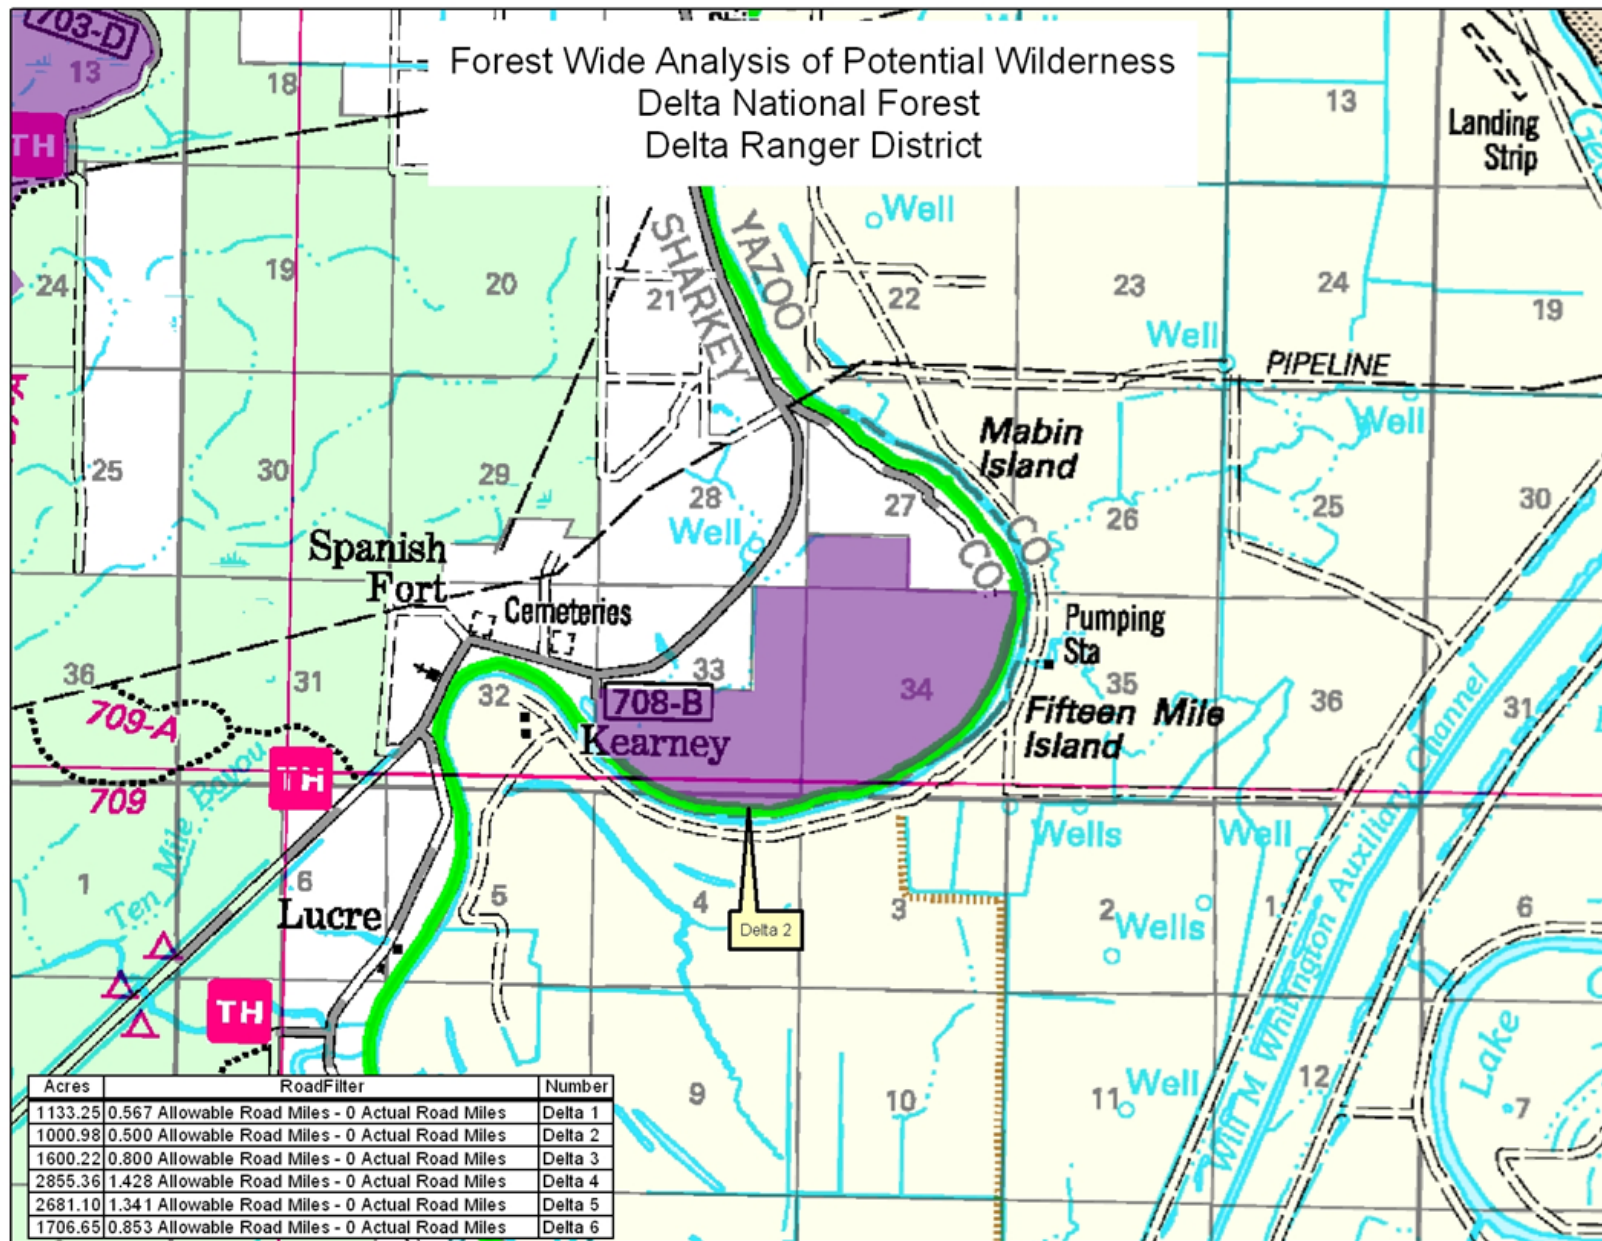 Forest Wide Analysis of Potential Wilderness
Delta National Forest
Delta Ranger District
703-D
13
18
13
Landing
Strip
TH
Well
SHARKEY
YAZOO
24
19
20
21
22
23
24
19
Well
PIPELINE
Well
Mabin
Island
25
30
29
28
27
26
25
30
Well
CO
CO.
Spanish
Fort
Cemeteries
Pumping
Sta
36
31
32
33
34
35
36
31
709-A
708-B
Kearney
Fifteen Mile
Island
TH
709
Ten Mile Bayou
Wells
Well
Will M Whittington Auxiliary Channel
1
6
5
4
3
2
1
6
Lucre
Delta 2
Wells
TH
Lake
9
10
11
Well
12
7
Acres RoadFilter Number
1133.25 0.567 Allowable Road Miles - 0 Actual Road Miles Delta 1
1000.98 0.500 Allowable Road Miles - 0 Actual Road Miles Delta 2
1600.22 0.800 Allowable Road Miles - 0 Actual Road Miles Delta 3
2855.36 1.428 Allowable Road Miles - 0 Actual Road Miles Delta 4
2681.10 1.341 Allowable Road Miles - 0 Actual Road Miles Delta 5
1706.65 0.853 Allowable Road Miles - 0 Actual Road Miles Delta 6